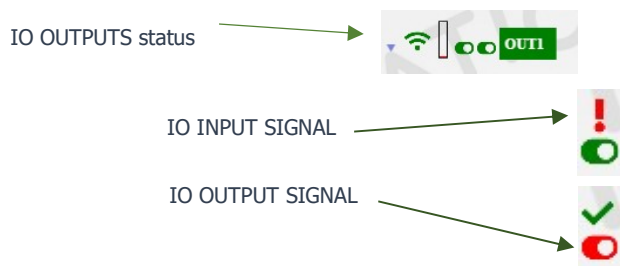 IO OUTPUTS status
OUT1
IO INPUT SIGNAL
IO OUTPUT SIGNAL